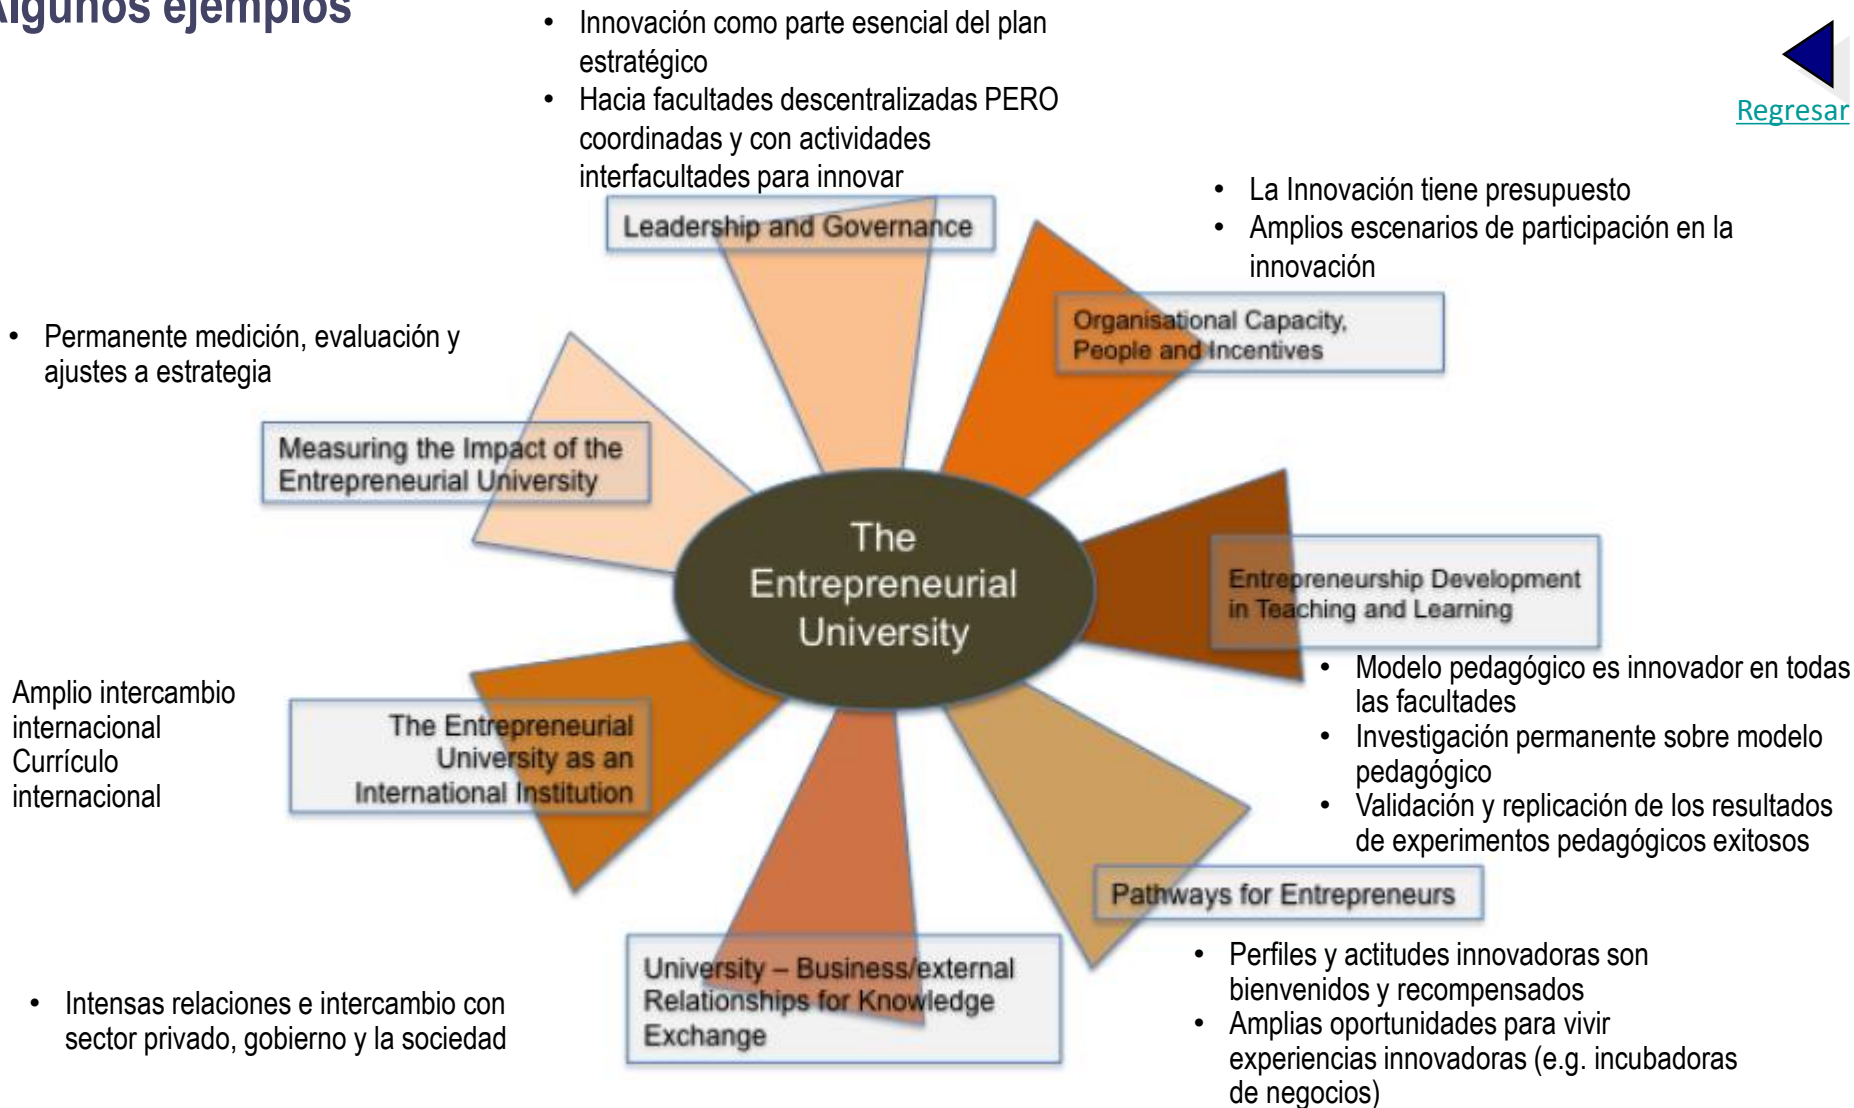 Algunos ejemplos
• Innovación como parte esencial del plan
estratégico
• Hacia facultades descentralizadas PERO
coordinadas y con actividades
interfacultades para innovar
Regresar
• La Innovación tiene presupuesto
• Amplios escenarios de participación en la
innovación
Leadership and Governance
Organisational Capacity,
People and Incentives
• Permanente medición, evaluación y
ajustes a estrategia
Measuring the Impact of the
Entrepreneurial University
The
Entrepreneurial
University
Entrepreneurship Development
in Teaching and Learning
• Modelo pedagógico es innovador en todas
las facultades
• Investigación permanente sobre modelo
pedagógico
• Validación y replicación de los resultados
de experimentos pedagógicos exitosos
Amplio intercambio
internacional
Currículo
internacional
The Entrepreneurial
University as an
International Institution
Pathways for Entrepreneurs
• Perfiles y actitudes innovadoras son
bienvenidos y recompensados
• Amplias oportunidades para vivir
experiencias innovadoras (e.g. incubadoras
de negocios)
University – Business/external
Relationships for Knowledge
Exchange
• Intensas relaciones e intercambio con
sector privado, gobierno y la sociedad